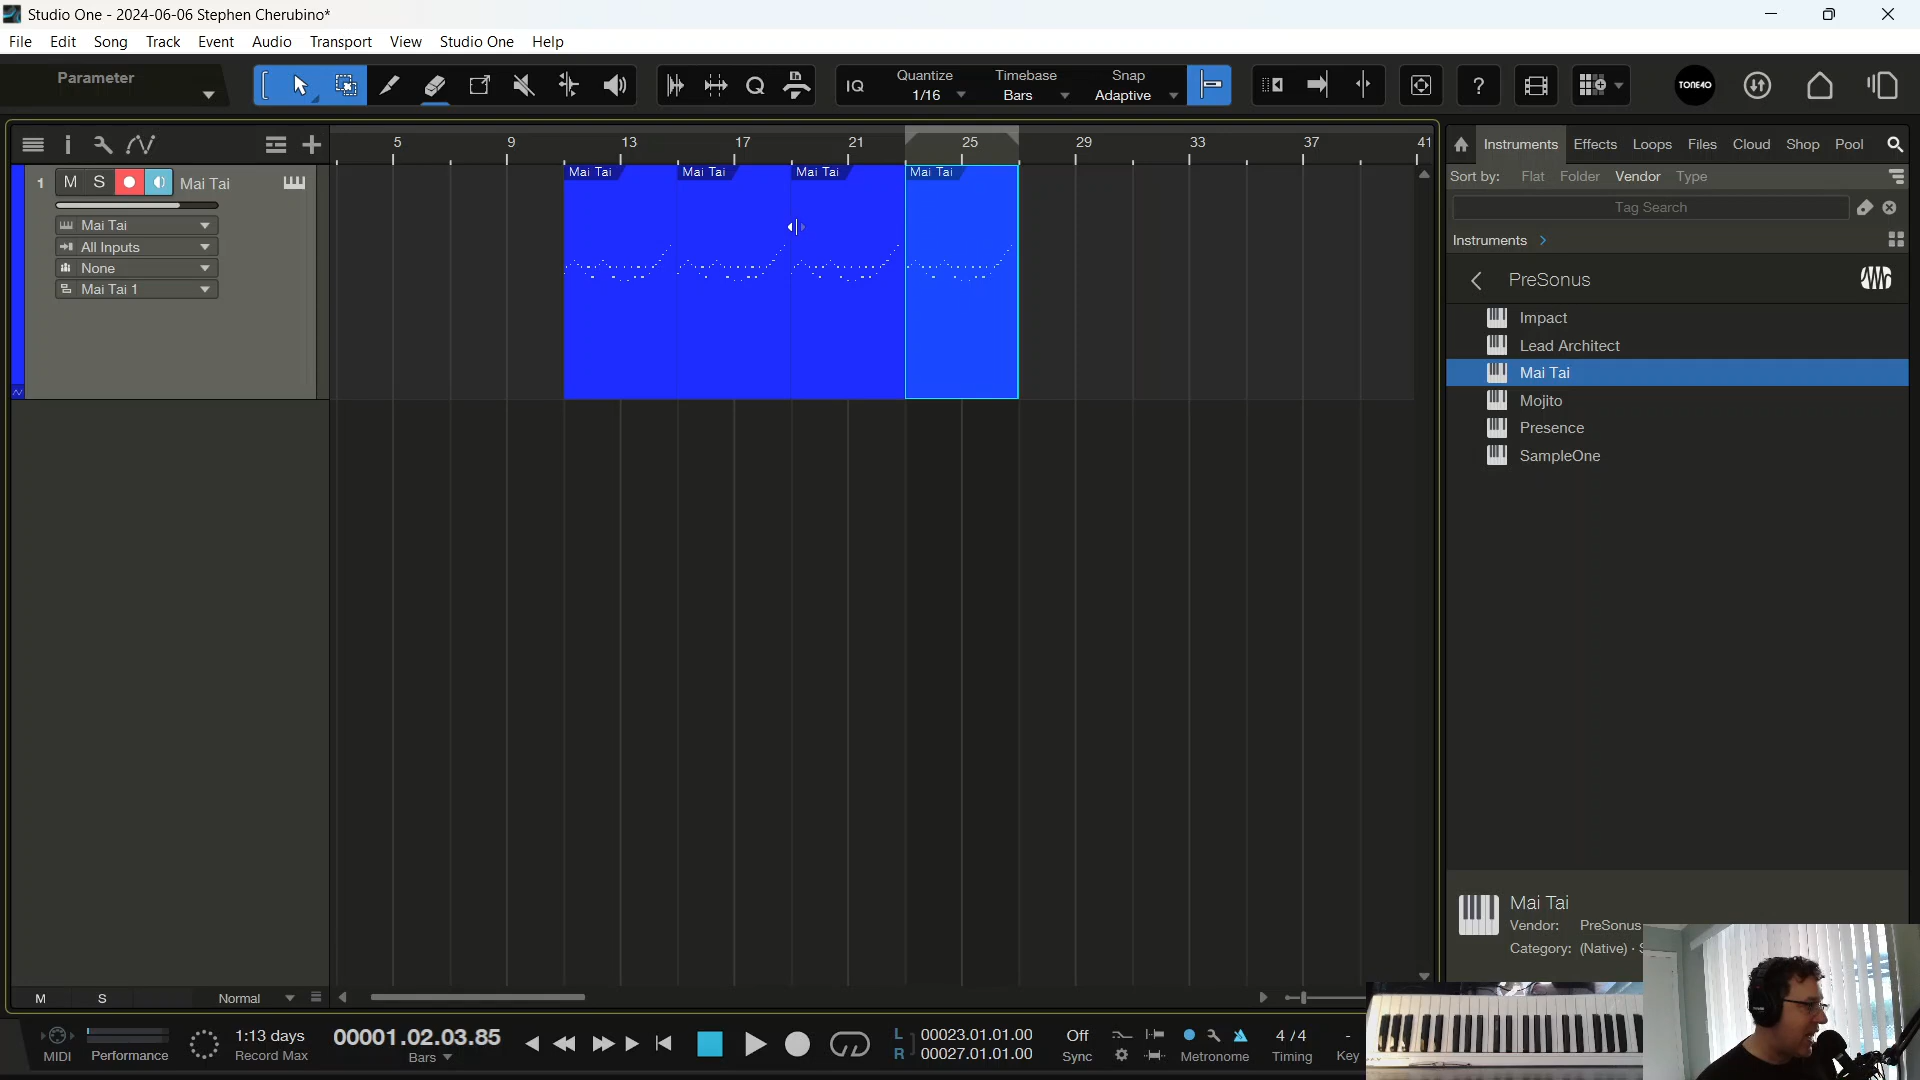 Studio One - 2024-06-06 Stephen Cherubino*
File Edit Song Track Event Audio Transport View Studio One Help
Parameter
IQ
Quantize
1/16
Timebase
Bars
Snap
Adaptive
?
TONE40
5 9 13 17 21 25 29 33 37 41
Instruments Effects Loops Files Cloud Shop Pool
Sort by: Flat Folder Vendor Type
Tag Search
Instruments
PreSonus
Impact
Lead Architect
Mai Tai
Mojito
Presence
SampleOne
1 M S Mai Tai
Mai Tai
All Inputs
None
Mai Tai 1
Mai Tai Mai Tai Mai Tai Mai Tai
Mai Tai
Vendor: PreSonus
Category: (Native)
M S Normal
MIDI
Performance
1:13 days
Record Max
00001.02.03.85
Bars
L 00023.01.01.00
R 00027.01.01.00
Off
Sync
Metronome
4 / 4
Timing
-
Key